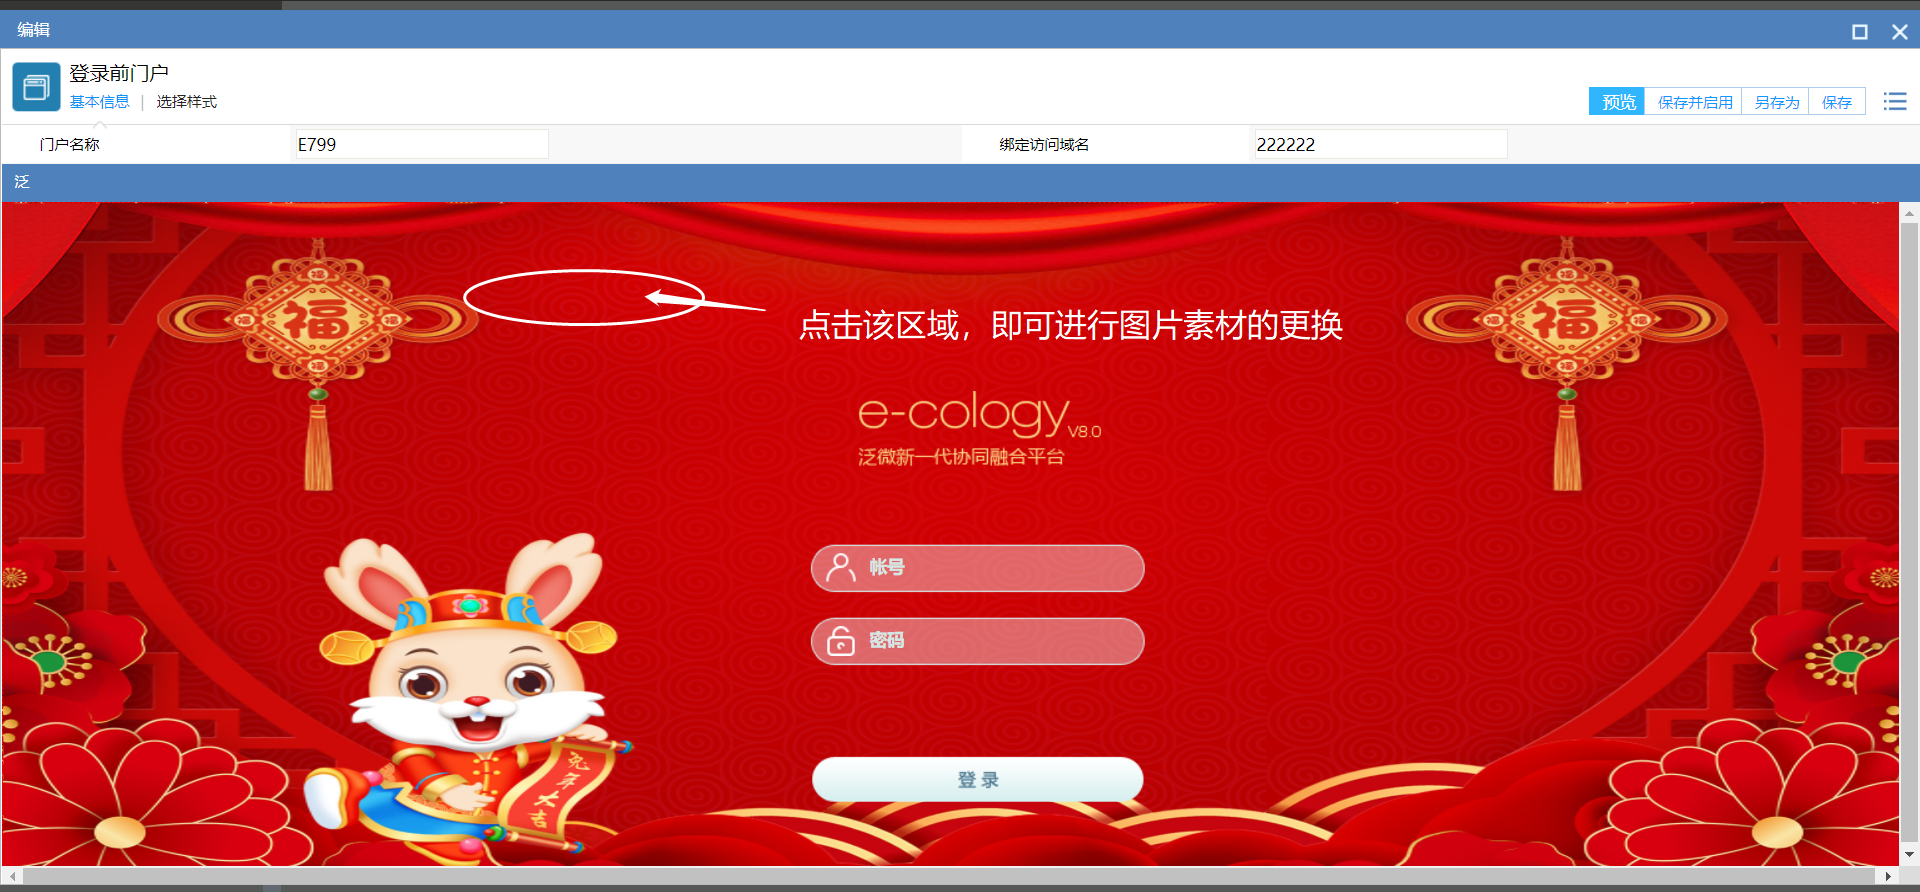 编辑
登录前门户
基本信息 | 选择样式
预览 保存并启用 另存为 保存
门户名称 E799 绑定访问域名 222222
泛
福 福
点击该区域，即可进行图片素材的更换
e-cology V8.0
泛微新一代协同融合平台
帐号
密码
兔年大吉
登 录